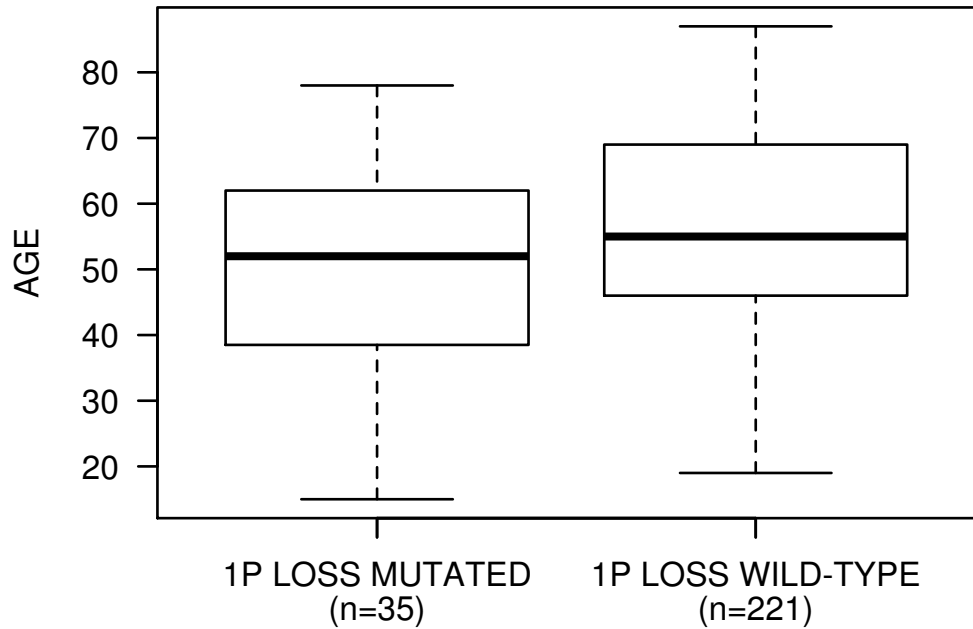 AGE
80
70
60
50
40
30
20
1P LOSS MUTATED
(n=35)
1P LOSS WILD-TYPE
(n=221)